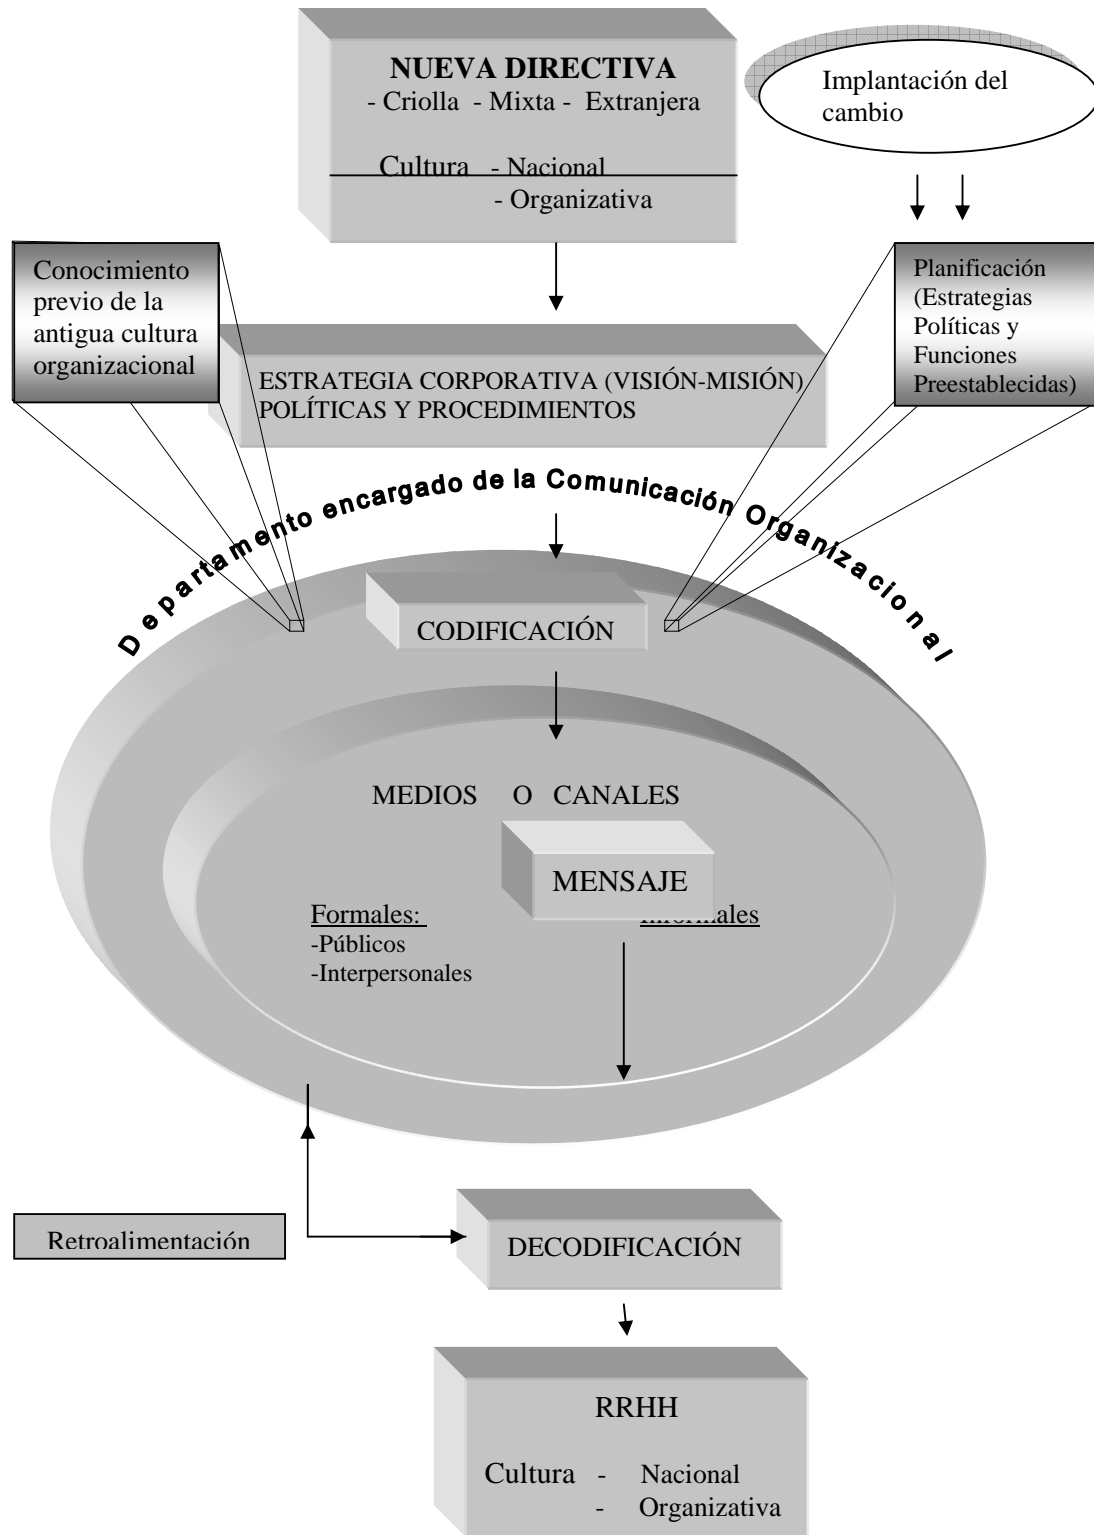 NUEVA DIRECTIVA
- Criolla - Mixta - Extranjera
Cultura - Nacional
- Organizativa
Implantación del
cambio
Conocimiento
previo de la
antigua cultura
organizacional
Planificación
(Estrategias
Políticas y
Funciones
Preestablecidas)
ESTRATEGIA CORPORATIVA (VISIÓN-MISIÓN)
POLÍTICAS Y PROCEDIMIENTOS
Departamento encargado de la Comunicación Organizacional
CODIFICACIÓN
MEDIOS O CANALES
MENSAJE
Formales:
-Públicos
-Interpersonales
Informales
Retroalimentación
DECODIFICACIÓN
RRHH
Cultura - Nacional
- Organizativa